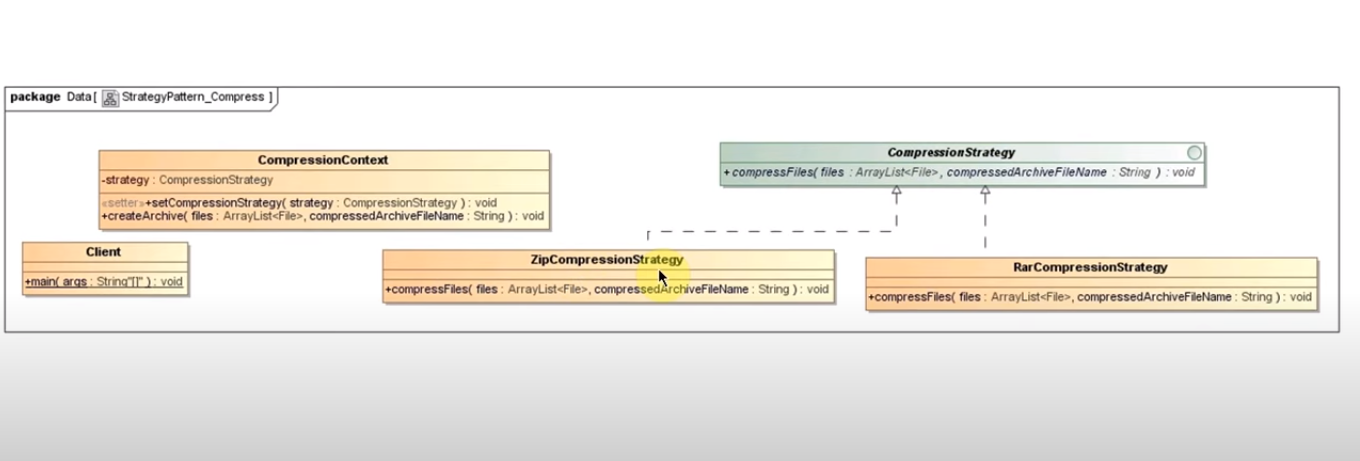 package Data[ StrategyPattern_Compress ]
CompressionContext
-strategy : CompressionStrategy
«setter»+setCompressionStrategy( strategy : CompressionStrategy ) : void
+createArchive( files : ArrayList<File>, compressedArchiveFileName : String ) : void
CompressionStrategy
+ compressFiles( files : ArrayList<File>, compressedArchiveFileName : String ) : void
Client
+main( args : String"[]" ) : void
ZipCompressionStrategy
+compressFiles( files : ArrayList<File>, compressedArchiveFileName : String ) : void
RarCompressionStrategy
+compressFiles( files : ArrayList<File>, compressedArchiveFileName : String ) : void